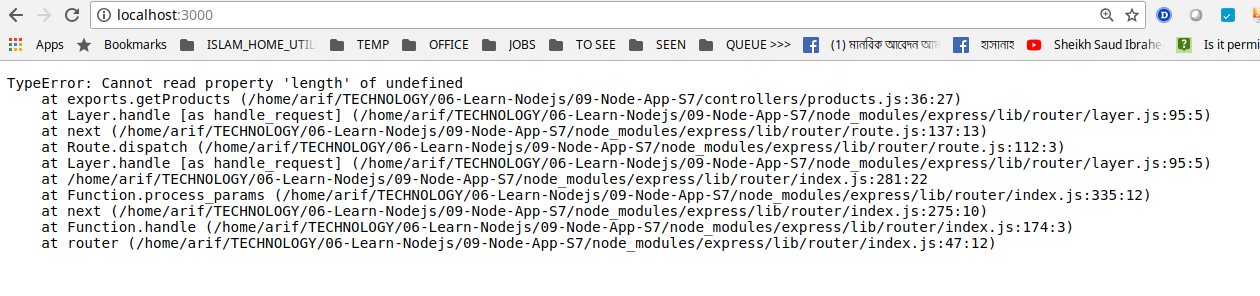 localhost:3000
Apps Bookmarks ISLAM_HOME_UTIL TEMP OFFICE JOBS TO SEE SEEN QUEUE >>> (1) মানবিক আবেদন আম হাসানাহ Sheikh Saud Ibrahe Is it permi
TypeError: Cannot read property 'length' of undefined
    at exports.getProducts (/home/arif/TECHNOLOGY/06-Learn-Nodejs/09-Node-App-S7/controllers/products.js:36:27)
    at Layer.handle [as handle_request] (/home/arif/TECHNOLOGY/06-Learn-Nodejs/09-Node-App-S7/node_modules/express/lib/router/layer.js:95:5)
    at next (/home/arif/TECHNOLOGY/06-Learn-Nodejs/09-Node-App-S7/node_modules/express/lib/router/route.js:137:13)
    at Route.dispatch (/home/arif/TECHNOLOGY/06-Learn-Nodejs/09-Node-App-S7/node_modules/express/lib/router/route.js:112:3)
    at Layer.handle [as handle_request] (/home/arif/TECHNOLOGY/06-Learn-Nodejs/09-Node-App-S7/node_modules/express/lib/router/layer.js:95:5)
    at /home/arif/TECHNOLOGY/06-Learn-Nodejs/09-Node-App-S7/node_modules/express/lib/router/index.js:281:22
    at Function.process_params (/home/arif/TECHNOLOGY/06-Learn-Nodejs/09-Node-App-S7/node_modules/express/lib/router/index.js:335:12)
    at next (/home/arif/TECHNOLOGY/06-Learn-Nodejs/09-Node-App-S7/node_modules/express/lib/router/index.js:275:10)
    at Function.handle (/home/arif/TECHNOLOGY/06-Learn-Nodejs/09-Node-App-S7/node_modules/express/lib/router/index.js:174:3)
    at router (/home/arif/TECHNOLOGY/06-Learn-Nodejs/09-Node-App-S7/node_modules/express/lib/router/index.js:47:12)